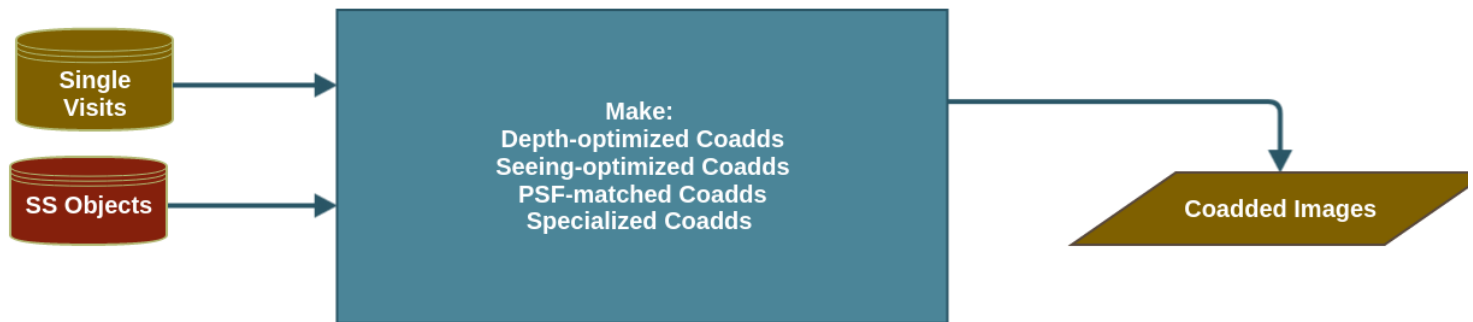 Single
Visits
SS Objects
Make:
Depth-optimized Coadds
Seeing-optimized Coadds
PSF-matched Coadds
Specialized Coadds
Coadded Images